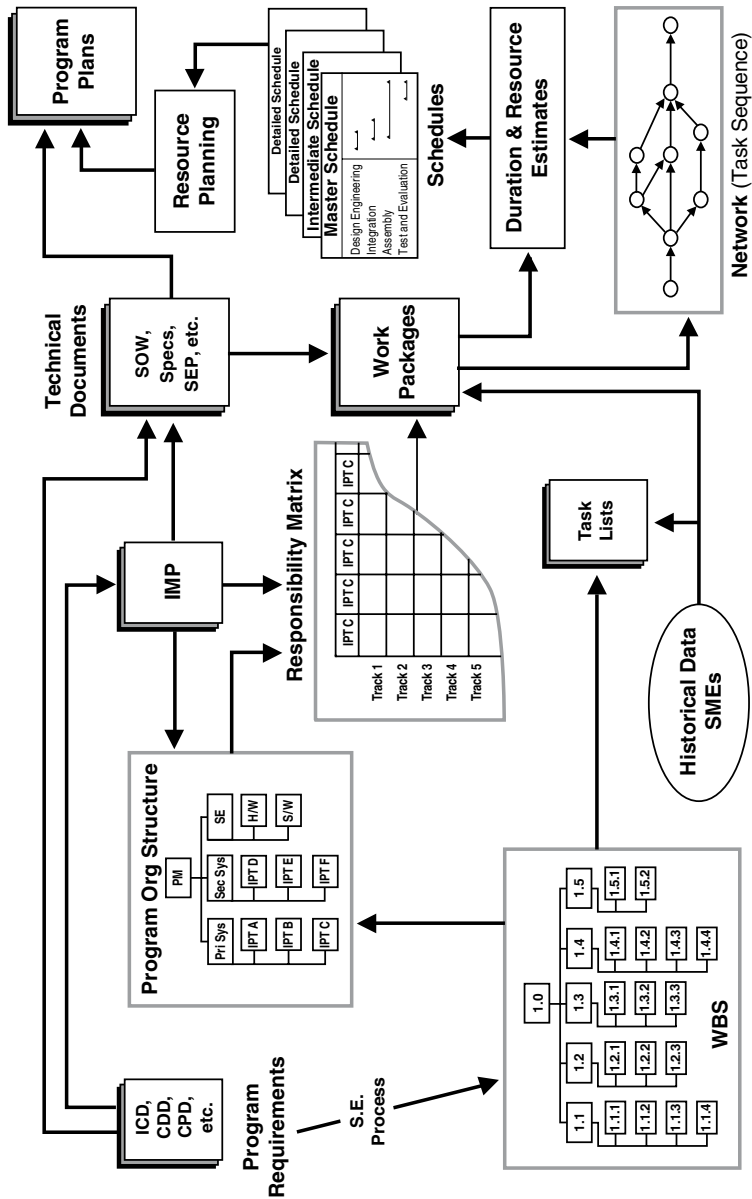 ICD,
CDD,
CPD,
etc.
Program
Requirements
S.E.
Process
Program Org Structure
PM
Pri Sys
Sec Sys
SE
IPT A
IPT D
H/W
IPT B
IPT E
S/W
IPT C
IPT F
WBS
1.0
1.1
1.2
1.3
1.4
1.5
1.1.1
1.2.1
1.3.1
1.4.1
1.5.1
1.1.2
1.2.2
1.3.2
1.4.2
1.5.2
1.1.3
1.2.3
1.3.3
1.4.3
1.1.4
1.4.4
IMP
Responsibility Matrix
IPT C
IPT C
IPT C
IPT C
IPT C
Track 1
Track 2
Track 3
Track 4
Track 5
Historical Data
SMEs
Task
Lists
Technical
Documents
SOW,
Specs,
SEP, etc.
Work
Packages
Program
Plans
Resource
Planning
Detailed Schedule
Detailed Schedule
Intermediate Schedule
Master Schedule
Design Engineering
Integration
Assembly
Test and Evaluation
Schedules
Duration & Resource
Estimates
Network (Task Sequence)